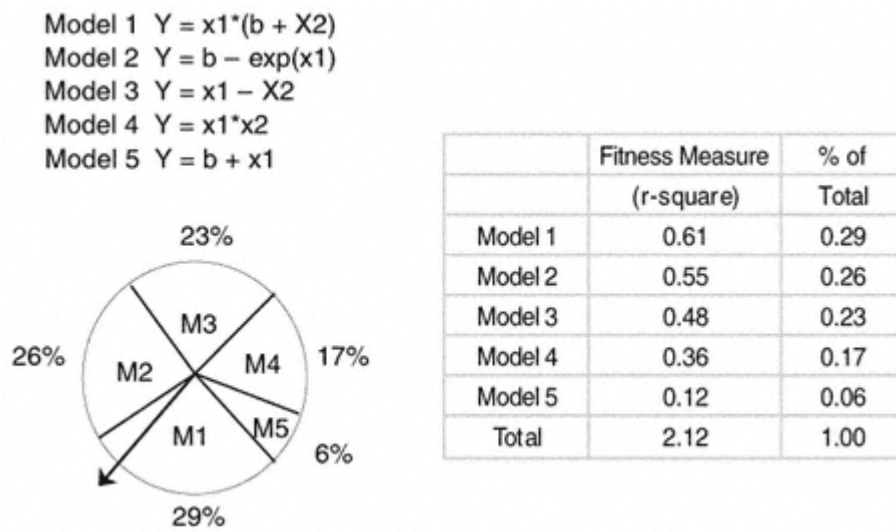 Model 1 Y = x1*(b + X2)
Model 2 Y = b – exp(x1)
Model 3 Y = x1 – X2
Model 4 Y = x1*x2
Model 5 Y = b + x1
23%
26%
M3
M2
M4
17%
M1
M5
6%
29%
Fitness Measure % of
(r-square) Total
Model 1 0.61 0.29
Model 2 0.55 0.26
Model 3 0.48 0.23
Model 4 0.36 0.17
Model 5 0.12 0.06
Total 2.12 1.00